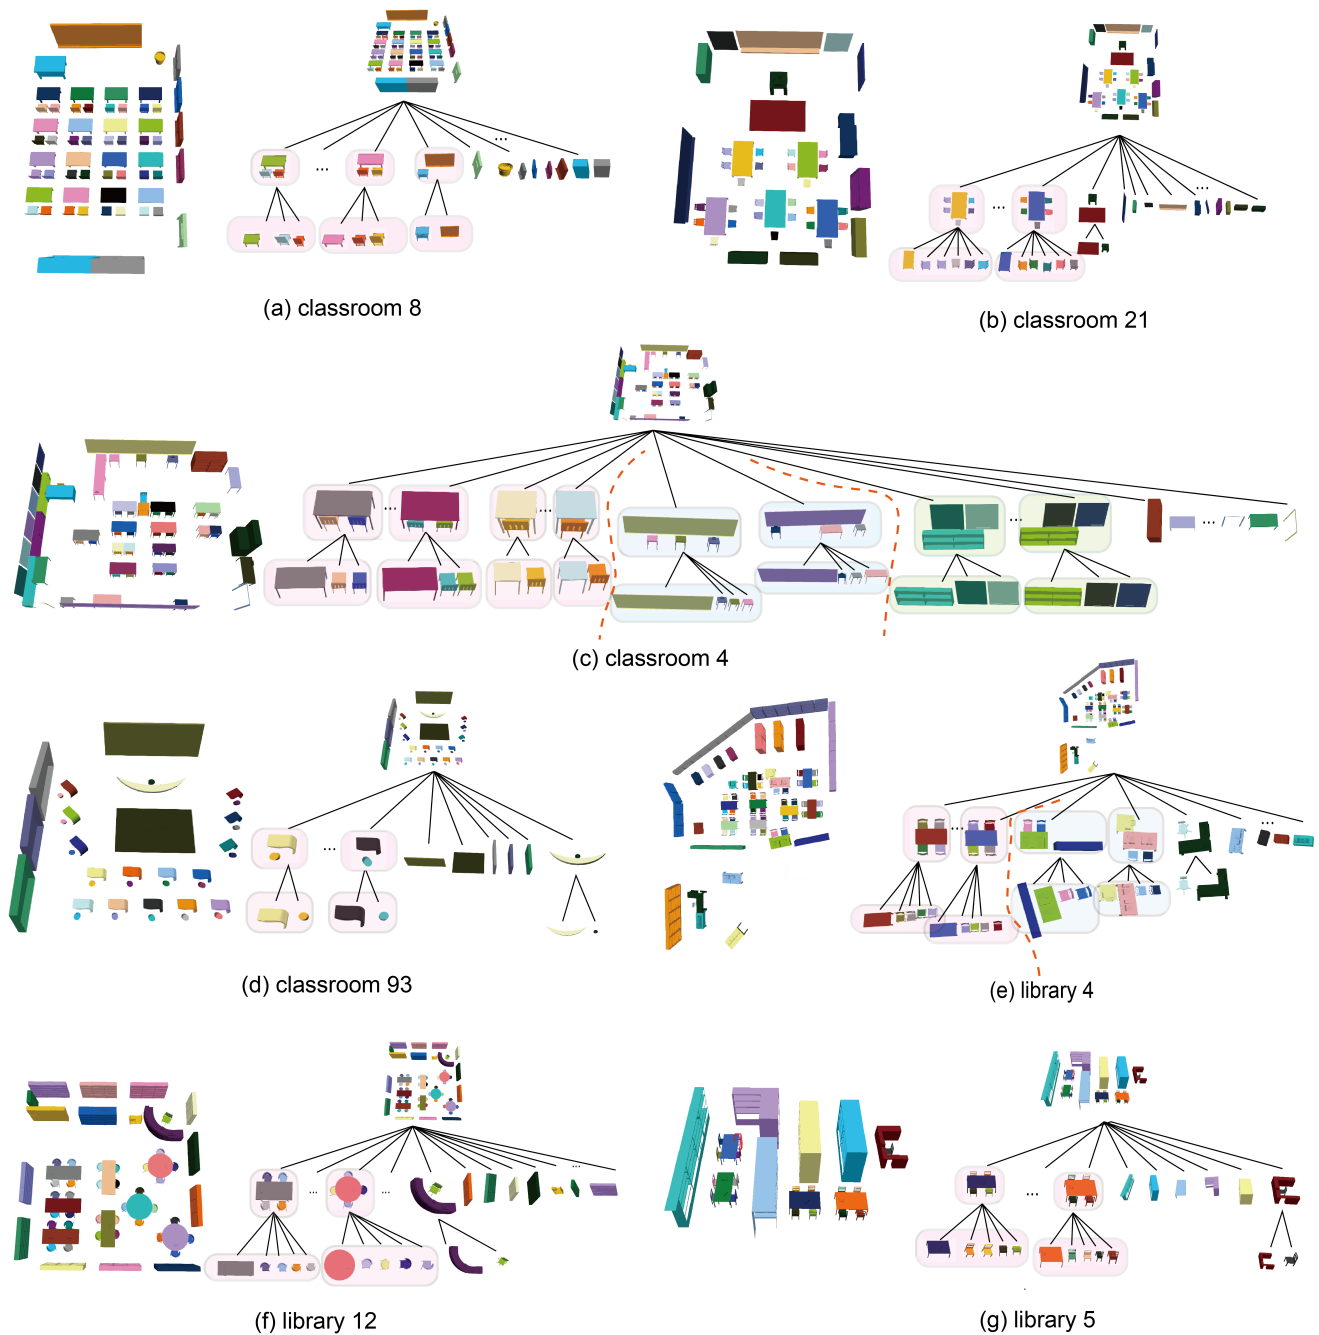 (a) classroom 8
(b) classroom 21
(c) classroom 4
(d) classroom 93
(e) library 4
(f) library 12
(g) library 5